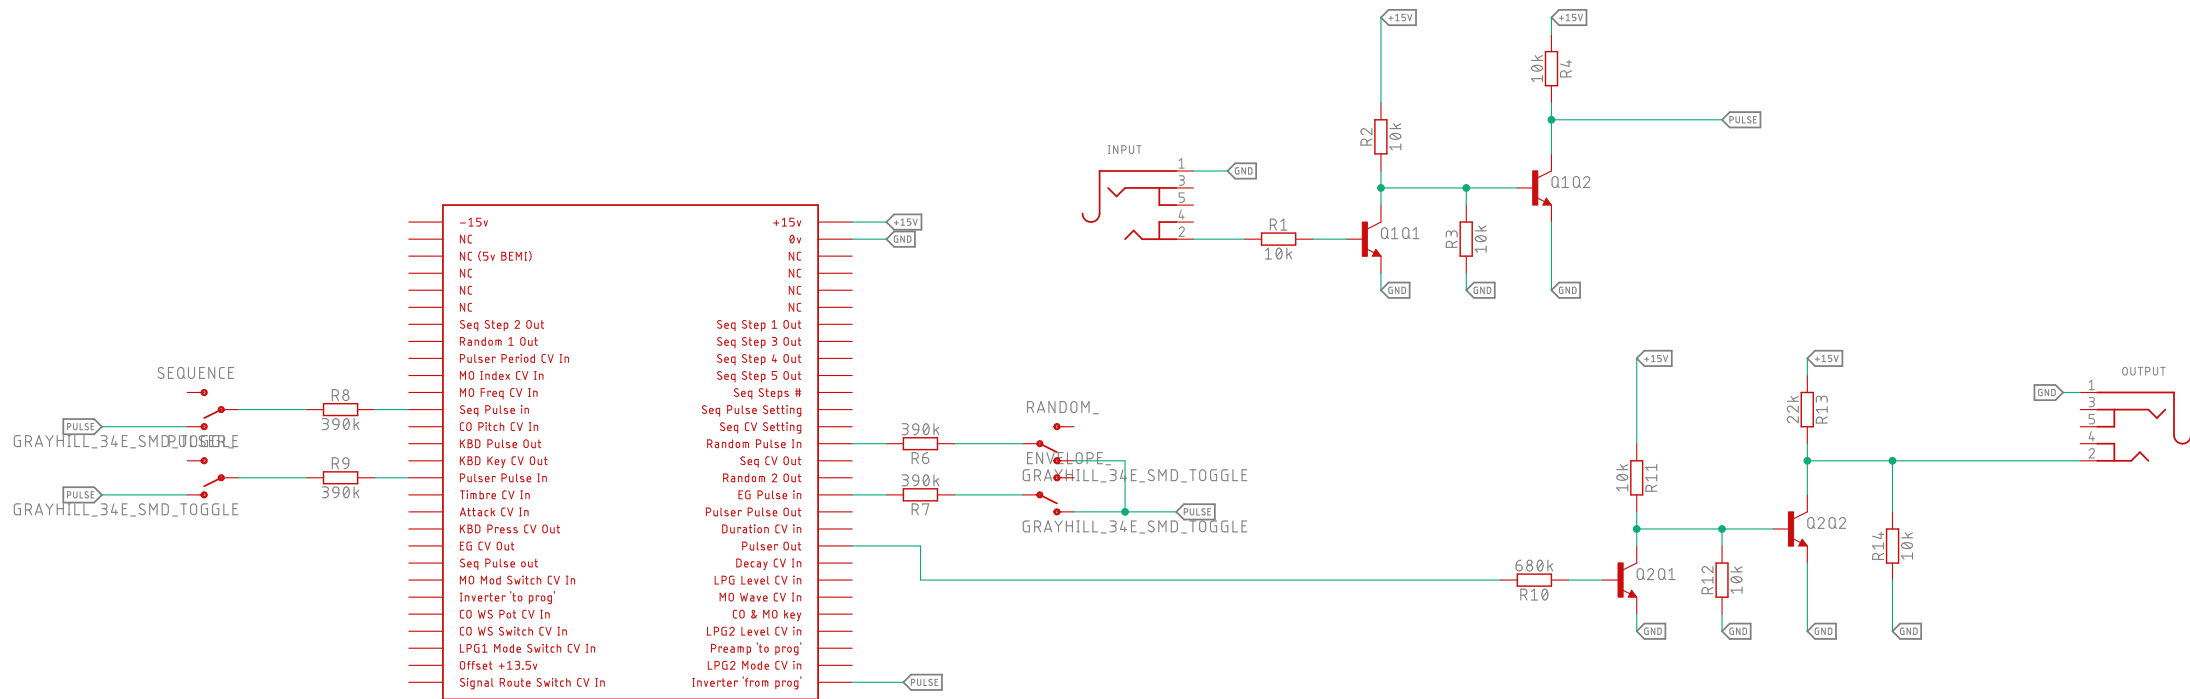 +15V
+15V
10k
R4
R2
10k
PULSE
INPUT
1
GND
3
5
4
2
R1
10k
Q1Q1
R3
10k
Q1Q2
GND
GND
GND
-15v
+15v
+15V
NC
0v
GND
NC (5v BEMI)
NC
NC
NC
NC
NC
NC
NC
Seq Step 2 Out
Seq Step 1 Out
Random 1 Out
Seq Step 3 Out
Pulser Period CV In
Seq Step 4 Out
MO Index CV In
Seq Step 5 Out
MO Freq CV In
Seq Steps #
Seq Pulse in
Seq Pulse Setting
CO Pitch CV In
Seq CV Setting
KBD Pulse Out
Random Pulse In
KBD Key CV Out
Seq CV Out
Pulser Pulse In
Random 2 Out
Timbre CV In
EG Pulse in
Attack CV In
Pulser Pulse Out
KBD Press CV Out
Duration CV in
EG CV Out
Pulser Out
Seq Pulse out
Decay CV In
MO Mod Switch CV In
LPG Level CV in
Inverter 'to prog'
MO Wave CV In
CO WS Pot CV In
CO & MO key
CO WS Switch CV In
LPG2 Level CV in
LPG1 Mode Switch CV In
Preamp 'to prog'
Offset +13.5v
LPG2 Mode CV in
Signal Route Switch CV In
Inverter 'from prog'
PULSE
SEQUENCE
R8
390k
PULSE
GRAYHILL_34E_SMD_TOGGLE
PULSER_
R9
390k
PULSE
GRAYHILL_34E_SMD_TOGGLE
RANDOM_
390k
R6
ENVELOPE_
GRAYHILL_34E_SMD_TOGGLE
390k
R7
PULSE
GRAYHILL_34E_SMD_TOGGLE
+15V
+15V
OUTPUT
GND
1
3
5
4
2
22k
R13
10k
R11
Q2Q2
680k
R10
Q2Q1
R12
10k
R14
10k
GND
GND
GND
GND